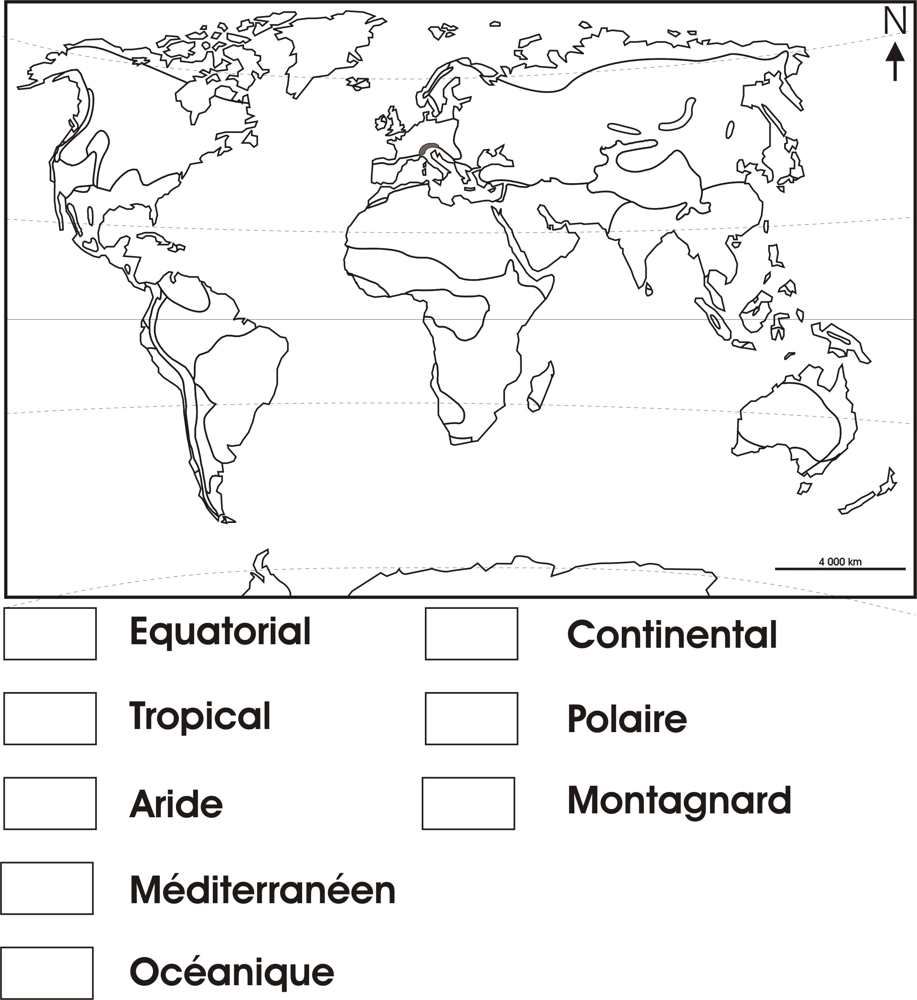 N
4 000 km
Equatorial
Continental
Tropical
Polaire
Aride
Montagnard
Méditerranéen
Océanique